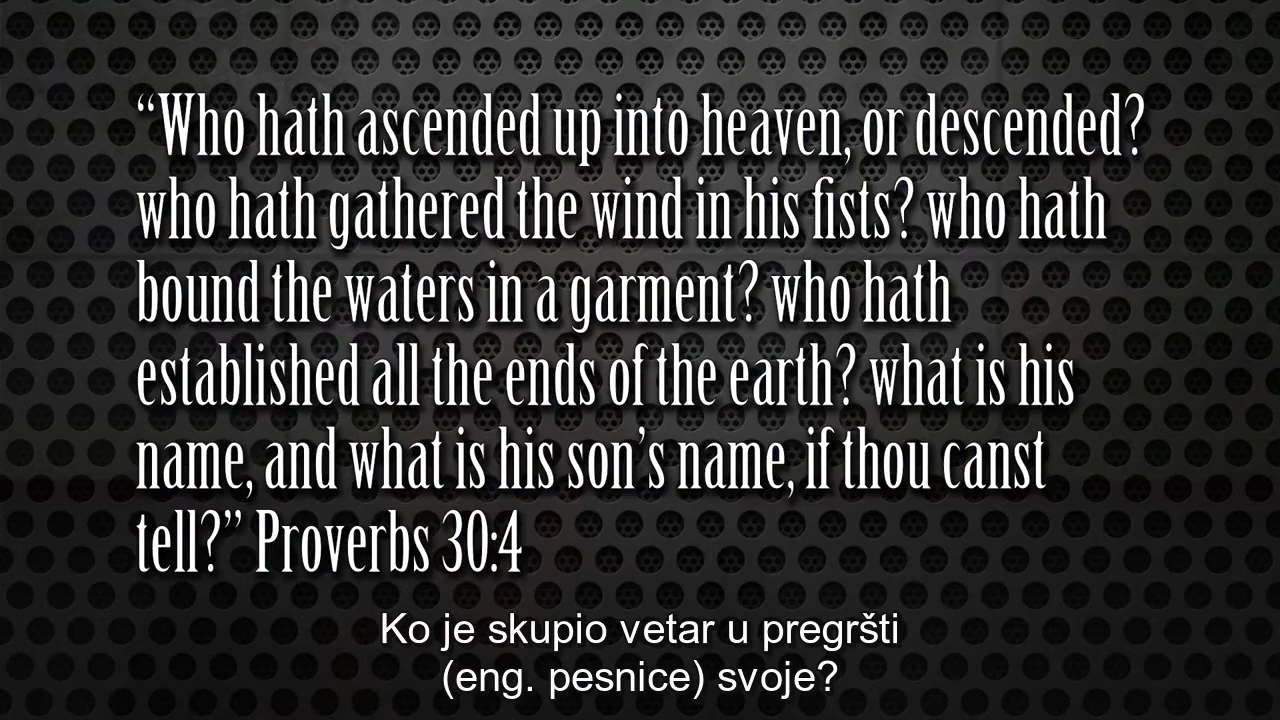 “Who hath ascended up into heaven, or descended?
who hath gathered the wind in his fists? who hath
bound the waters in a garment? who hath
established all the ends of the earth? what is his
name, and what is his son’s name, if thou canst
tell?” Proverbs 30:4
Ko je skupio vetar u pregršti
(eng. pesnice) svoje?